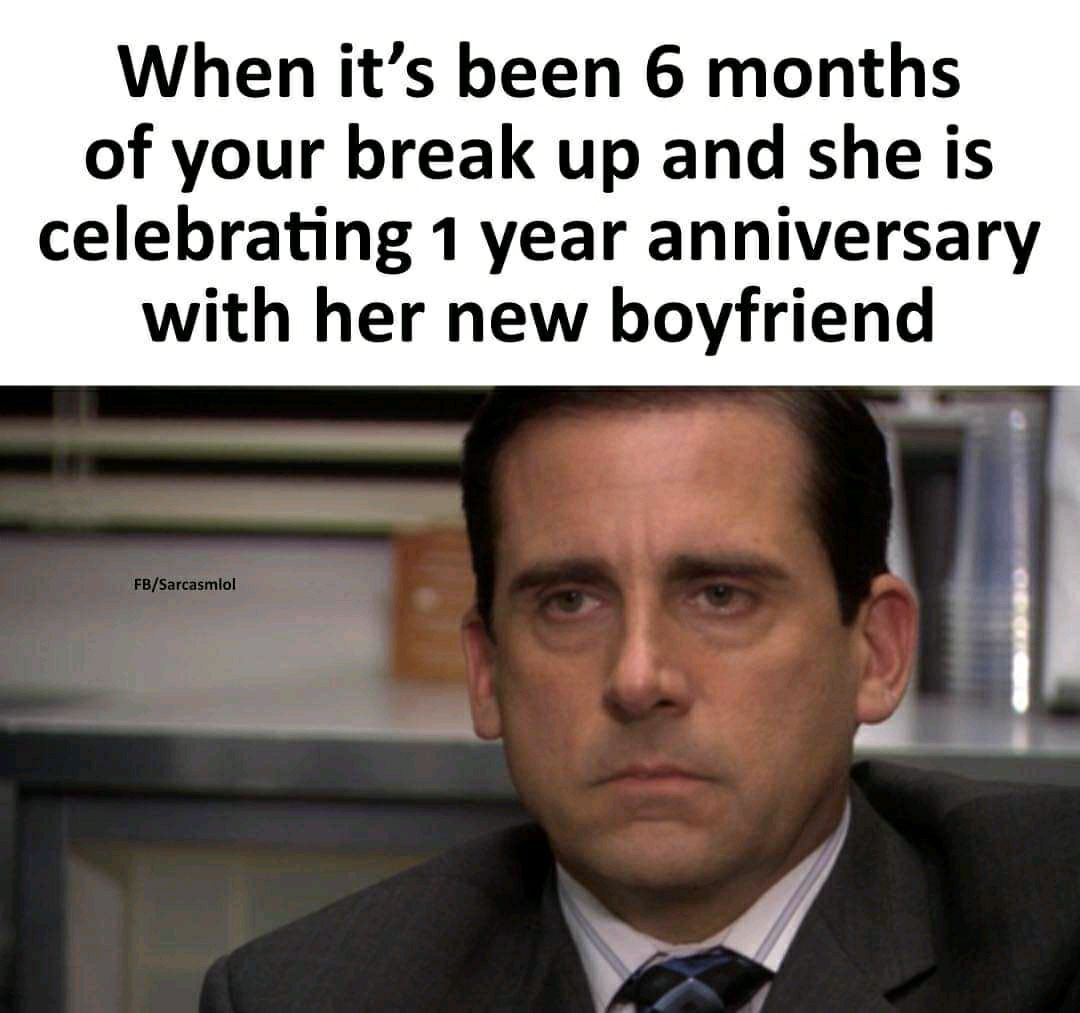 When it’s been 6 months
of your break up and she is
celebrating 1 year anniversary
with her new boyfriend
FB/Sarcasmlol